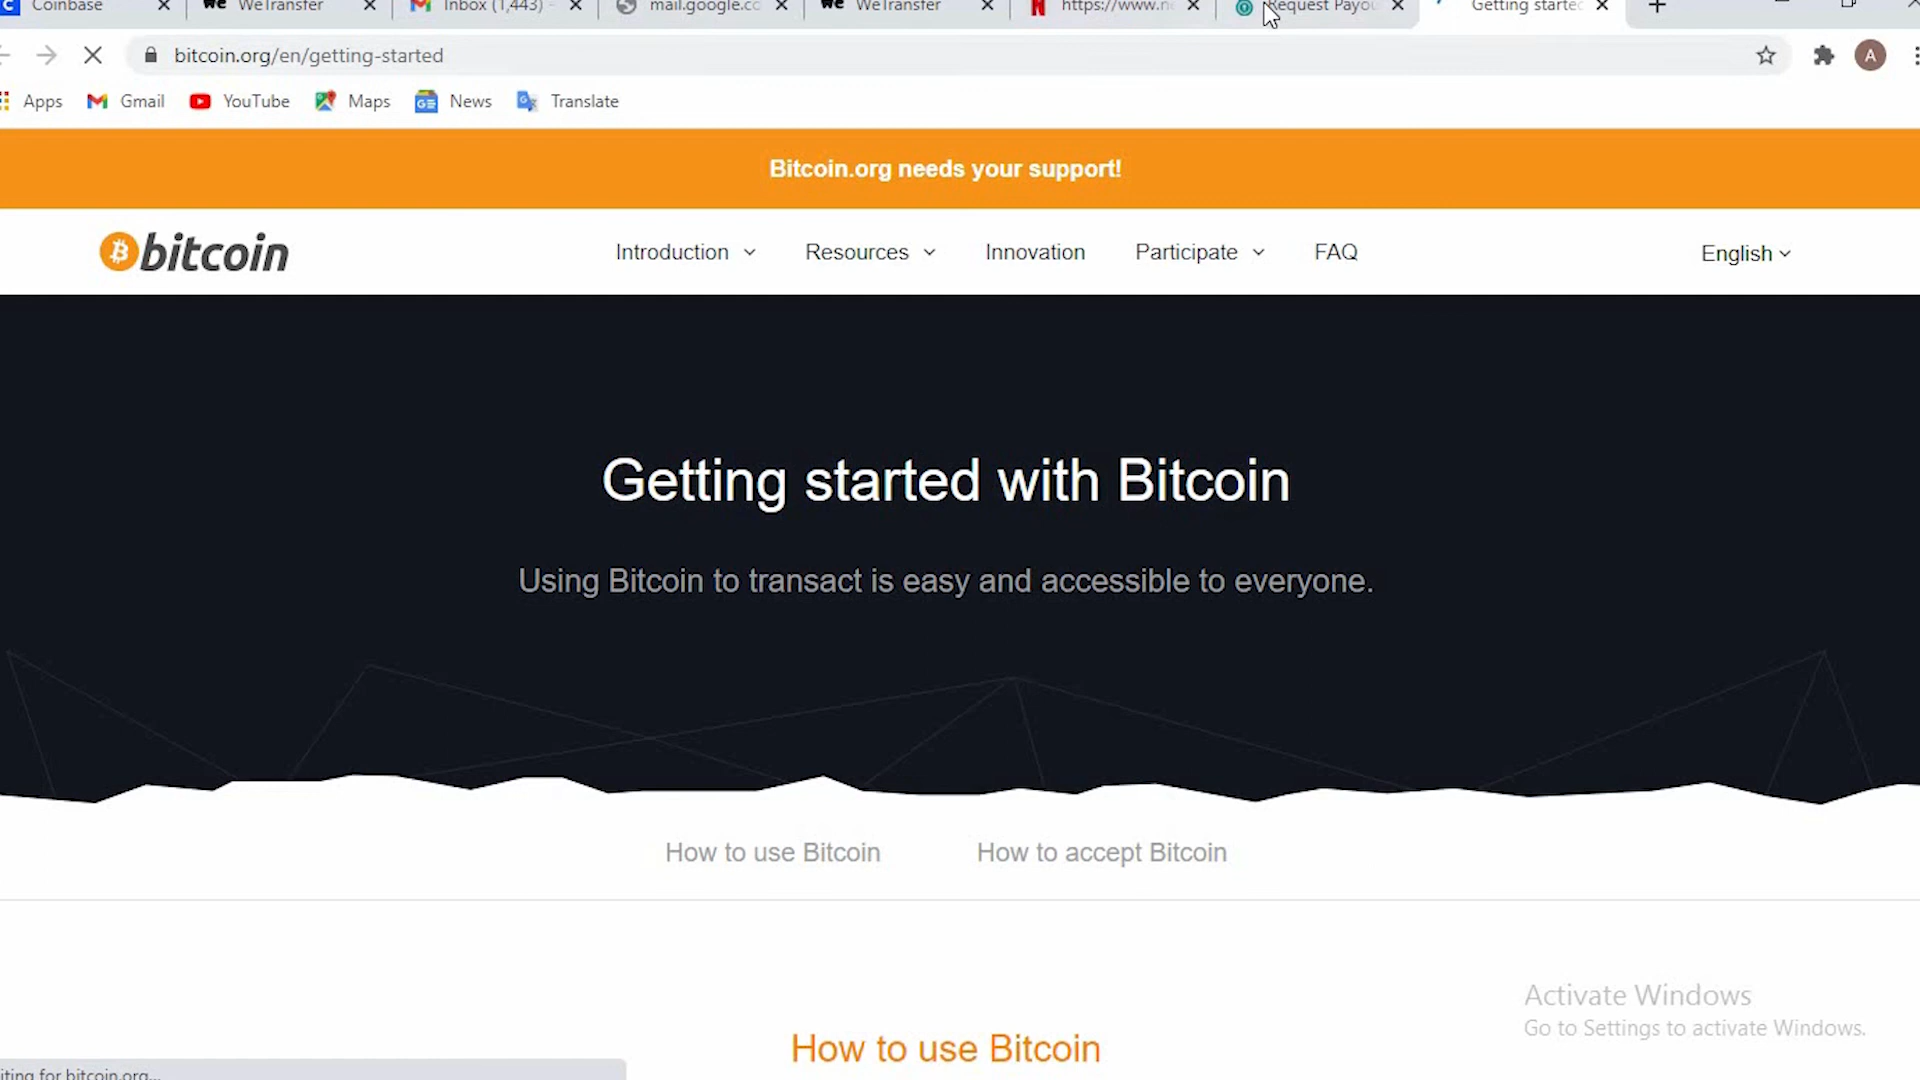 Coinbase WeTransfer Inbox (1,443) - mail.google.co WeTransfer https://www.n Request Payou Getting starte
bitcoin.org/en/getting-started A
Apps Gmail YouTube Maps News Translate
Bitcoin.org needs your support!
bitcoin Introduction Resources Innovation Participate FAQ English
Getting started with Bitcoin
Using Bitcoin to transact is easy and accessible to everyone.
How to use Bitcoin How to accept Bitcoin
How to use Bitcoin
Activate Windows
Go to Settings to activate Windows.
iting for bitcoin.org...